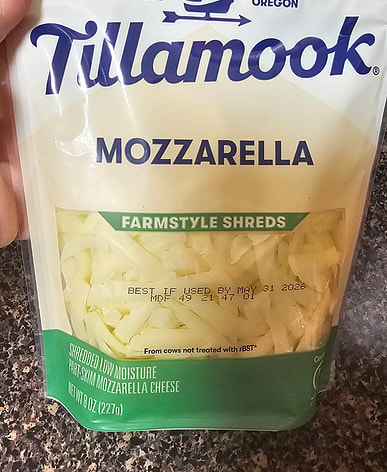 OREGON
Tillamook®
MOZZARELLA
FARMSTYLE SHREDS
BEST IF USED BY MAY 31 2026
MDF 49 21:47 01
From cows not treated with rBST*
SHREDDED LOW MOISTURE
PART-SKIM MOZZARELLA CHEESE
NET WT 8 OZ (227g)